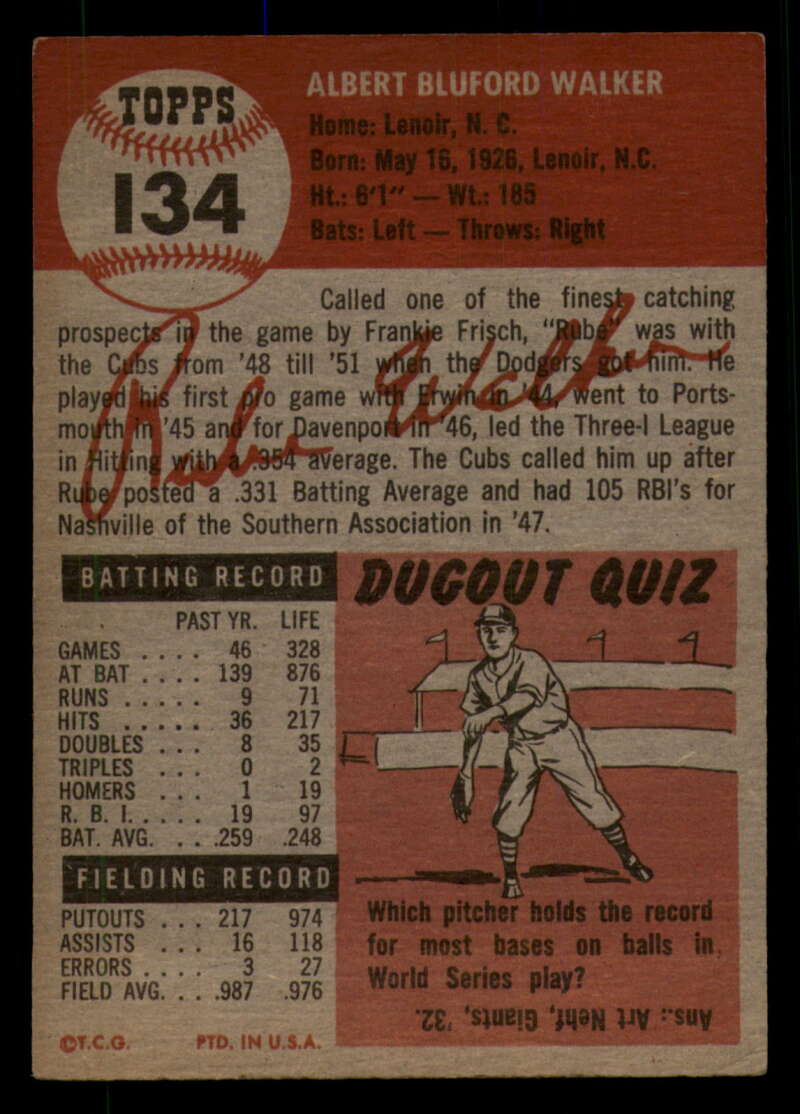 TOPPS
134
ALBERT BLUFORD WALKER
Home: Lenoir, N. C.
Born: May 16, 1926, Lenoir, N.C.
Ht.: 6'1" — Wt.: 185
Bats: Left — Throws: Right
Called one of the finest catching
prospects in the game by Frankie Frisch, "Rube" was with
the Cubs from '48 till '51 when the Dodgers got him. He
played his first pro game with Erwin in '44, went to Ports-
mouth in '45 and for Davenport in '46, led the Three-I League
in Hitting with a .354 average. The Cubs called him up after
Rube posted a .331 Batting Average and had 105 RBI's for
Nashville of the Southern Association in '47.
Rube Walker
BATTING RECORD
PAST YR. LIFE
GAMES .... 46 328
AT BAT .... 139 876
RUNS ..... 9 71
HITS ..... 36 217
DOUBLES ... 8 35
TRIPLES ... 0 2
HOMERS ... 1 19
R. B. I. .... 19 97
BAT. AVG. ... .259 .248
FIELDING RECORD
PUTOUTS ... 217 974
ASSISTS ... 16 118
ERRORS .... 3 27
FIELD AVG. ... .987 .976
©T.C.G. PTD. IN U.S.A.
DUGOUT QUIZ
Which pitcher holds the record
for most bases on balls in
World Series play?
Ans.: Art Nehf, Giants, '32.